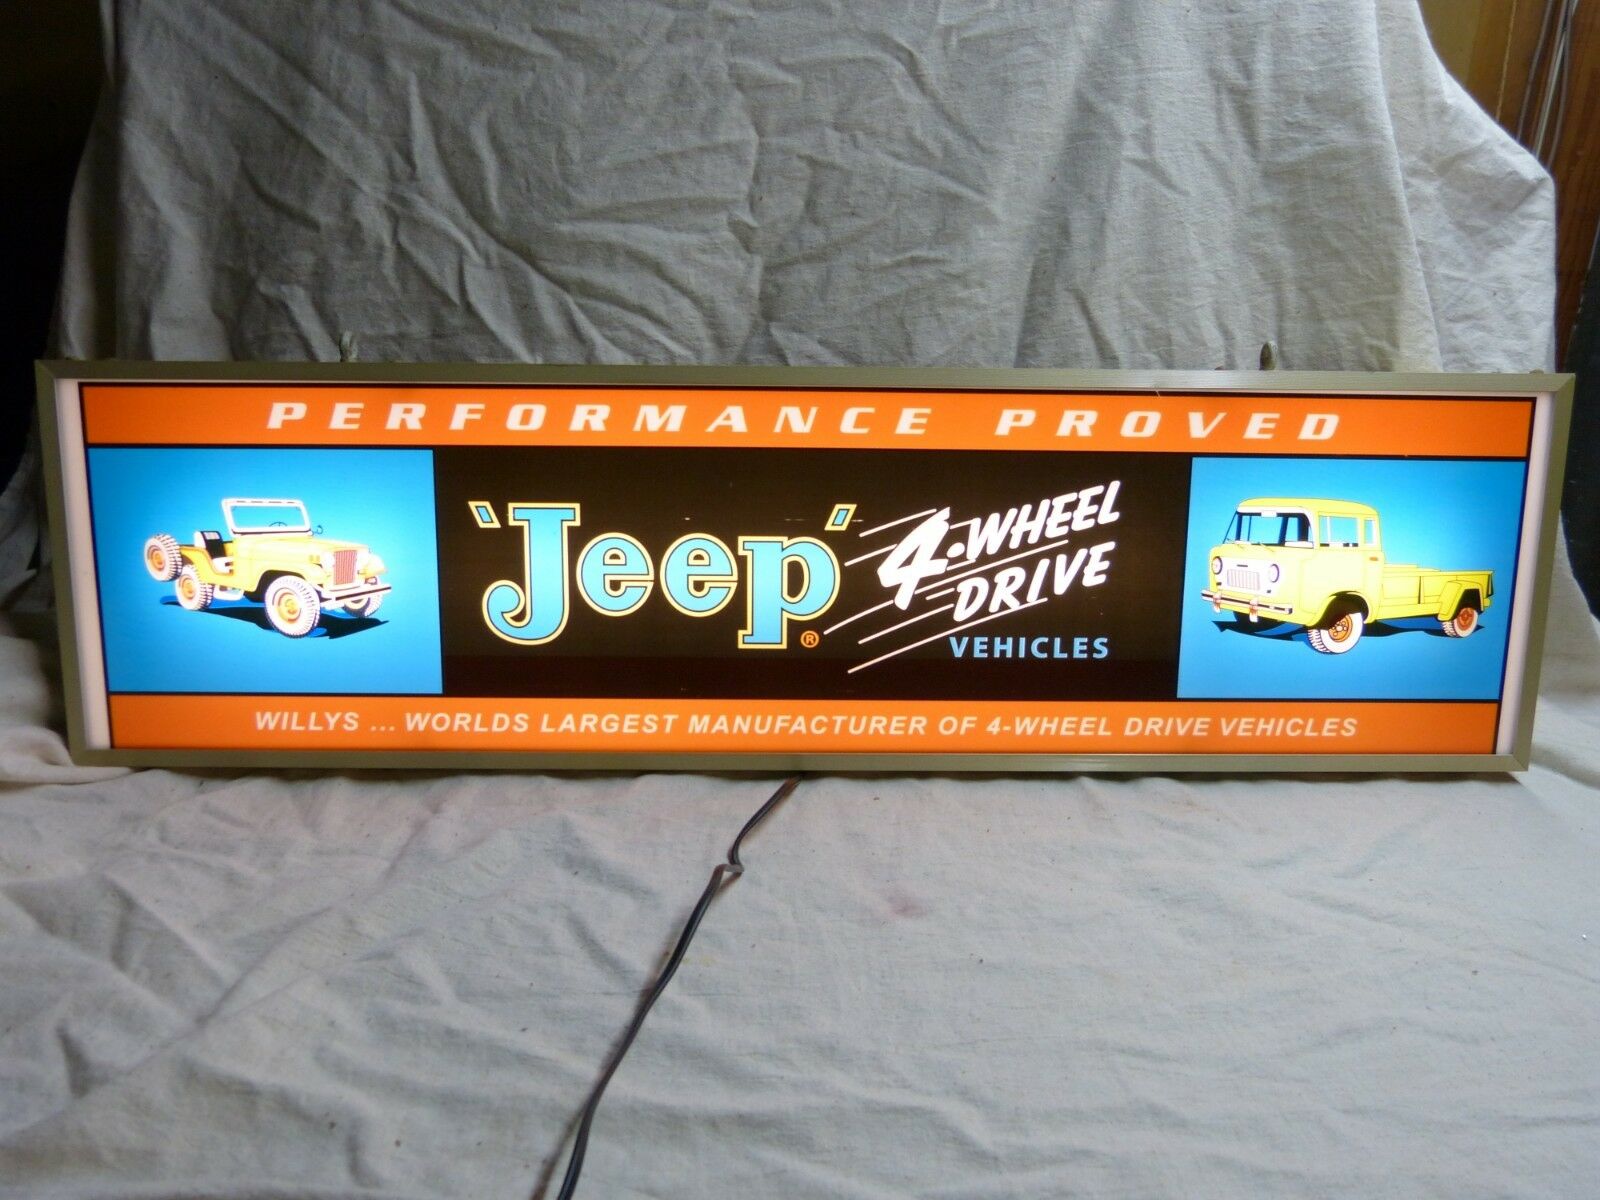 PERFORMANCE PROVED
'Jeep'®
4-WHEEL
DRIVE
VEHICLES
WILLYS ... WORLDS LARGEST MANUFACTURER OF 4-WHEEL DRIVE VEHICLES